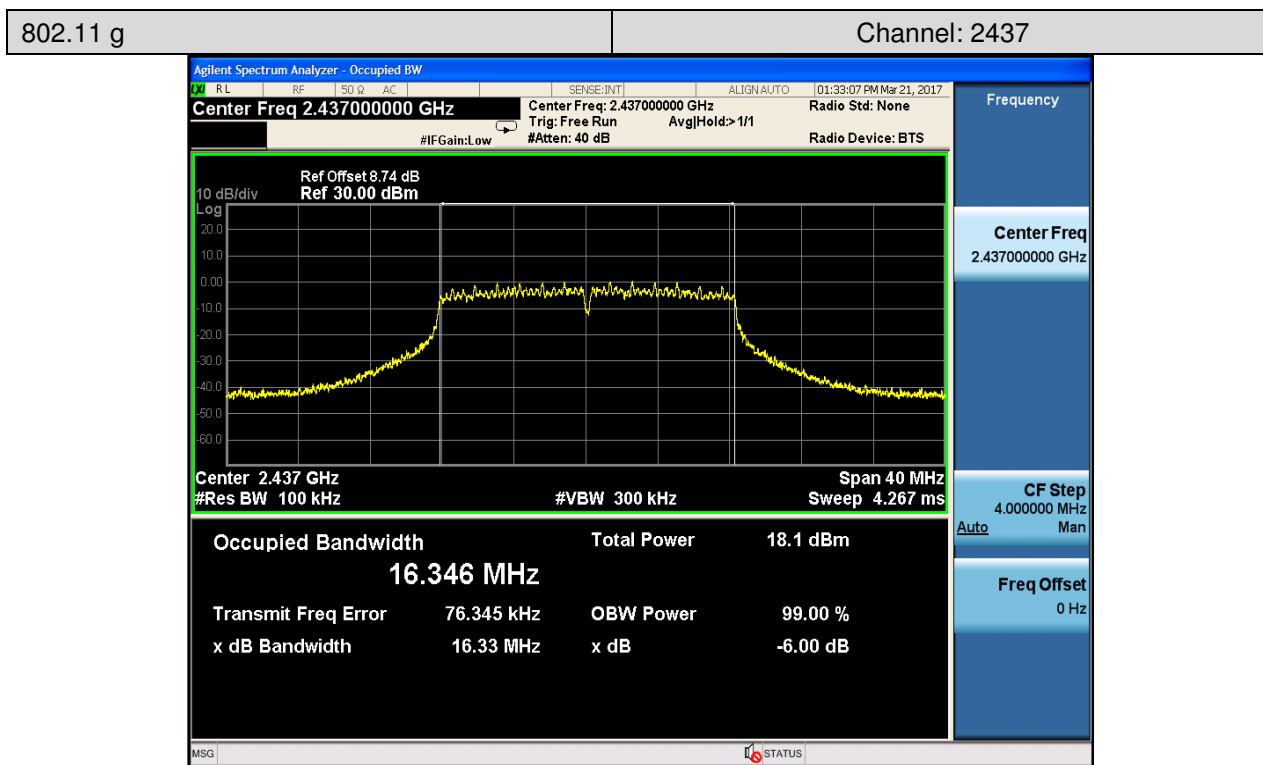 802.11 g Channel: 2437
Agilent Spectrum Analyzer - Occupied BW
LXI RL RF 50 Ω AC SENSE:INT ALIGN AUTO 01:33:07 PM Mar 21, 2017
Center Freq 2.437000000 GHz Center Freq: 2.437000000 GHz Radio Std: None
Trig: Free Run Avg|Hold:> 1/1
#IFGain:Low #Atten: 40 dB Radio Device: BTS
Ref Offset 8.74 dB
10 dB/div Ref 30.00 dBm
Log
20.0
10.0
0.00
-10.0
-20.0
-30.0
-40.0
-50.0
-60.0
Center 2.437 GHz Span 40 MHz
#Res BW 100 kHz #VBW 300 kHz Sweep 4.267 ms
Occupied Bandwidth Total Power 18.1 dBm
16.346 MHz
Transmit Freq Error 76.345 kHz OBW Power 99.00 %
x dB Bandwidth 16.33 MHz x dB -6.00 dB
Frequency
Center Freq
2.437000000 GHz
CF Step
4.000000 MHz
Auto Man
Freq Offset
0 Hz
MSG STATUS